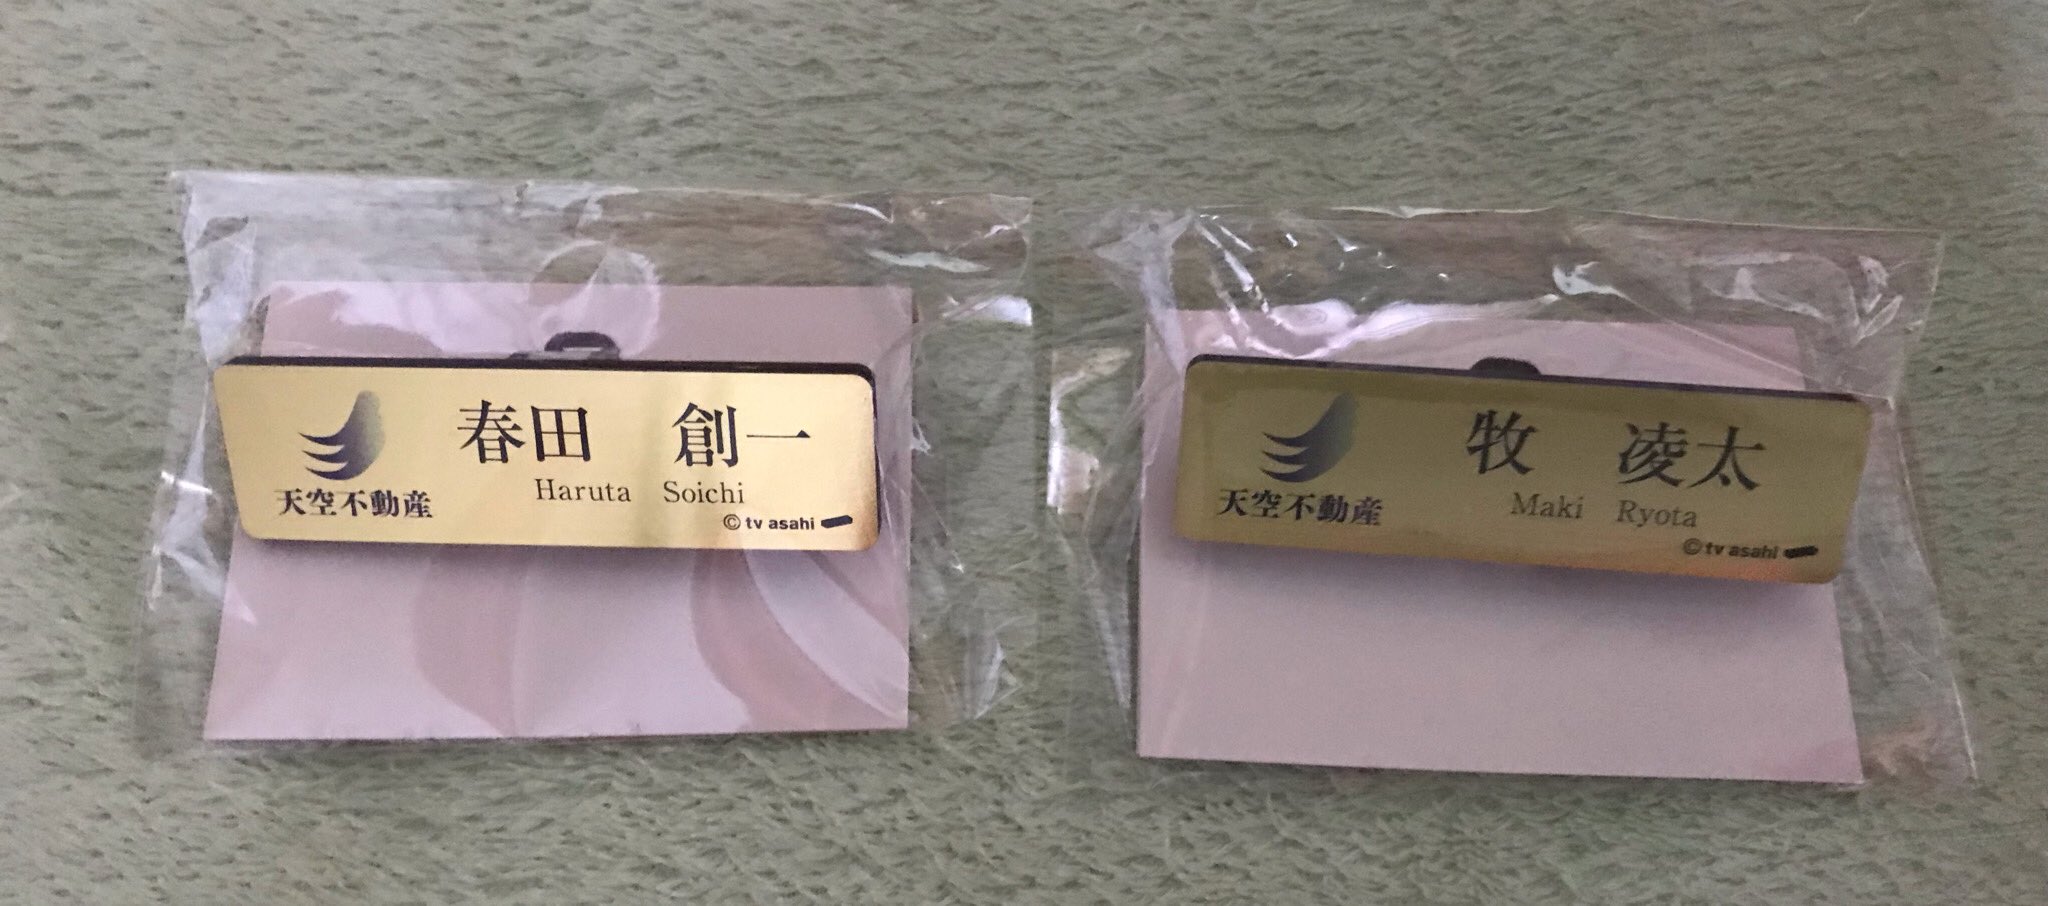 春田 創一
Haruta Soichi
天空不動産
© tv asahi
牧 凌太
Maki Ryota
天空不動産
© tv asahi